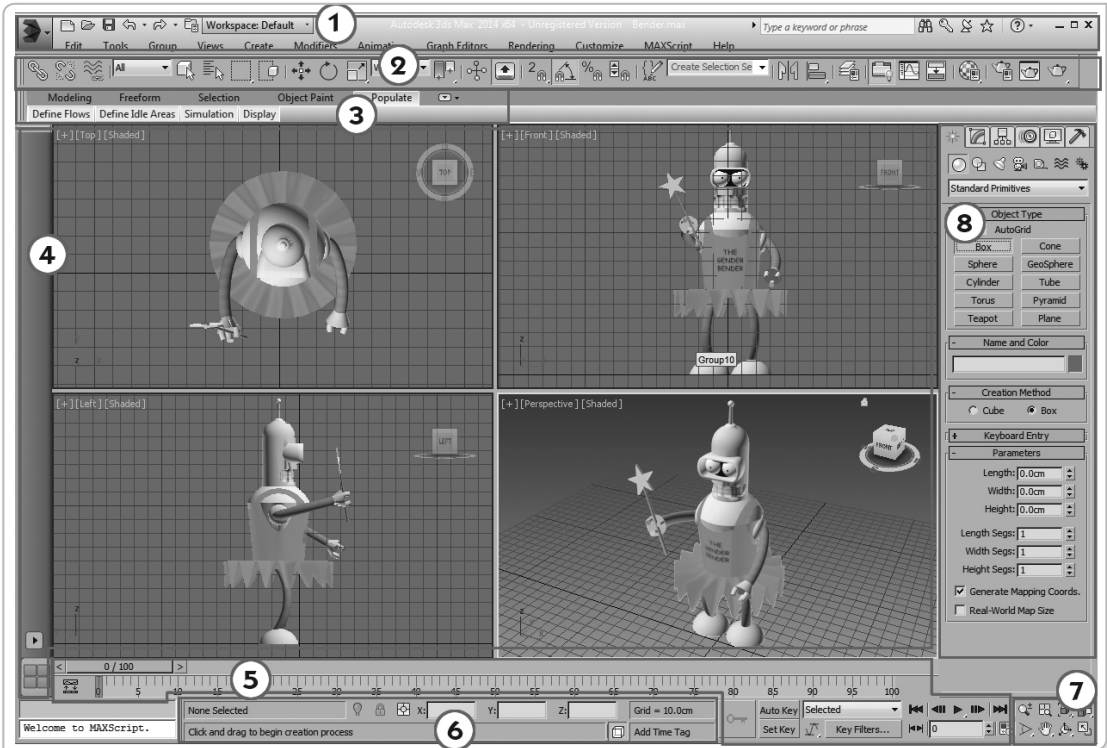 1
Workspace: Default
Autodesk 3ds Max 2014 x64 - Unregistered Version Bender.max
Type a keyword or phrase
Edit Tools Group Views Create Modifiers Graph Editors Rendering Customize MAXScript Help
2
All
Create Selection Se
ABC
Modeling Freeform Selection Object Paint Populate
3
Define Flows Define Idle Areas Simulation Display
[+][Top][Shaded]
TOP
[+][Front][Shaded]
FRONT
THE
GENDER
BENDER
Group10
4
[+][Left][Shaded]
LEFT
[+][Perspective][Shaded]
FRONT
THE
GENDER
BENDER
Standard Primitives
8
Object Type
AutoGrid
Box Cone
Sphere GeoSphere
Cylinder Tube
Torus Pyramid
Teapot Plane
- Name and Color
- Creation Method
Cube Box
+ Keyboard Entry
- Parameters
Length: 0.0cm
Width: 0.0cm
Height: 0.0cm
Length Segs: 1
Width Segs: 1
Height Segs: 1
Generate Mapping Coords.
Real-World Map Size
< 0 / 100 >
5
0 5 10 15 20 25 30 35 40 45 50 55 60 65 70 75 80 85 90 95 100
None Selected X: Y: Z: Grid = 10.0cm
Auto Key Selected
7
Welcome to MAXScript.
Click and drag to begin creation process
6
Add Time Tag
Set Key Key Filters... 0